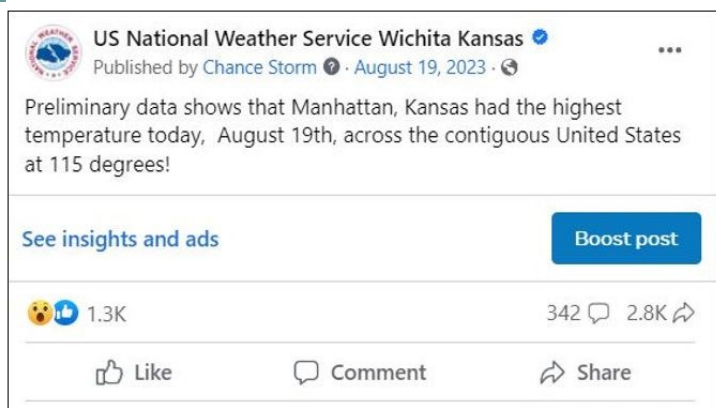 US National Weather Service Wichita Kansas
Published by Chance Storm · August 19, 2023 ·
Preliminary data shows that Manhattan, Kansas had the highest
temperature today, August 19th, across the contiguous United States
at 115 degrees!
See insights and ads Boost post
1.3K 342 2.8K
Like Comment Share